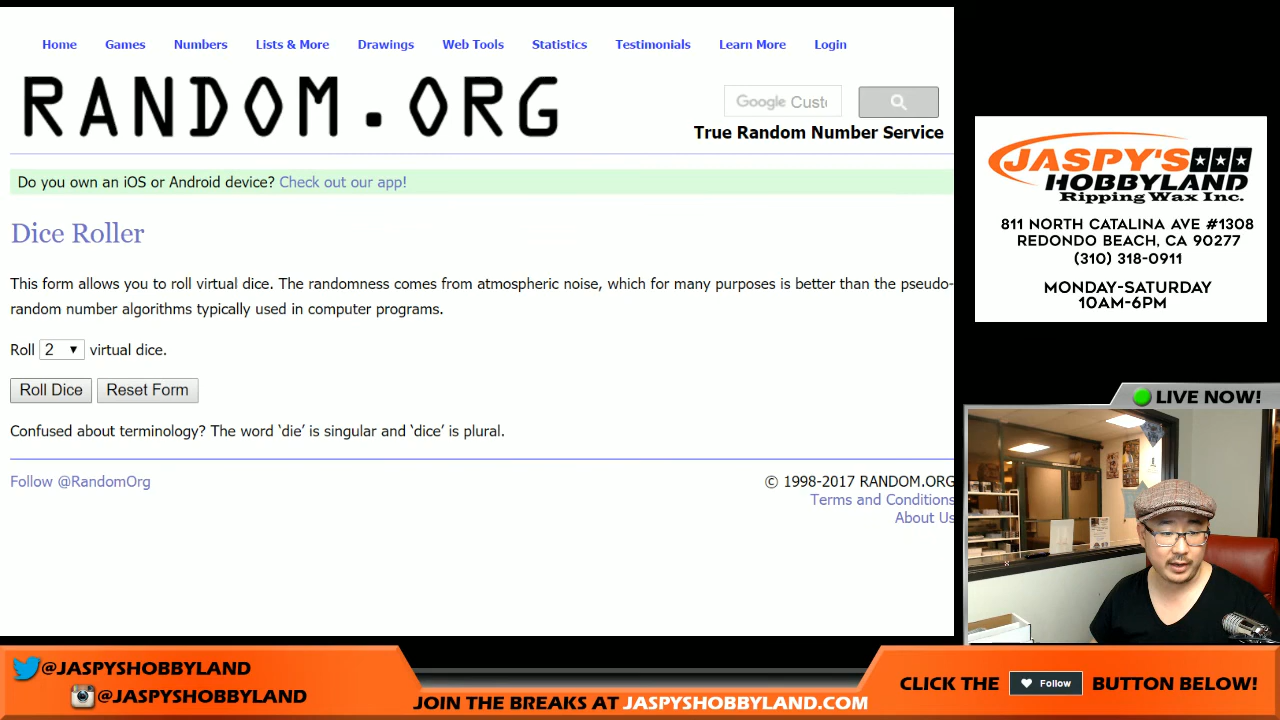 Home Games Numbers Lists & More Drawings Web Tools Statistics Testimonials Learn More Login
RANDOM.ORG
Google Custo
True Random Number Service
Do you own an iOS or Android device? Check out our app!
Dice Roller
This form allows you to roll virtual dice. The randomness comes from atmospheric noise, which for many purposes is better than the pseudo-
random number algorithms typically used in computer programs.
Roll 2 virtual dice.
Roll Dice Reset Form
Confused about terminology? The word ‘die’ is singular and ‘dice’ is plural.
Follow @RandomOrg
© 1998-2017 RANDOM.ORG
Terms and Conditions
About Us
JASPY'S
HOBBYLAND
Ripping Wax Inc.
811 NORTH CATALINA AVE #1308
REDONDO BEACH, CA 90277
(310) 318-0911
MONDAY-SATURDAY
10AM-6PM
LIVE NOW!
@JASPYSHOBBYLAND
@JASPYSHOBBYLAND
JOIN THE BREAKS AT JASPYSHOBBYLAND.COM
CLICK THE Follow BUTTON BELOW!